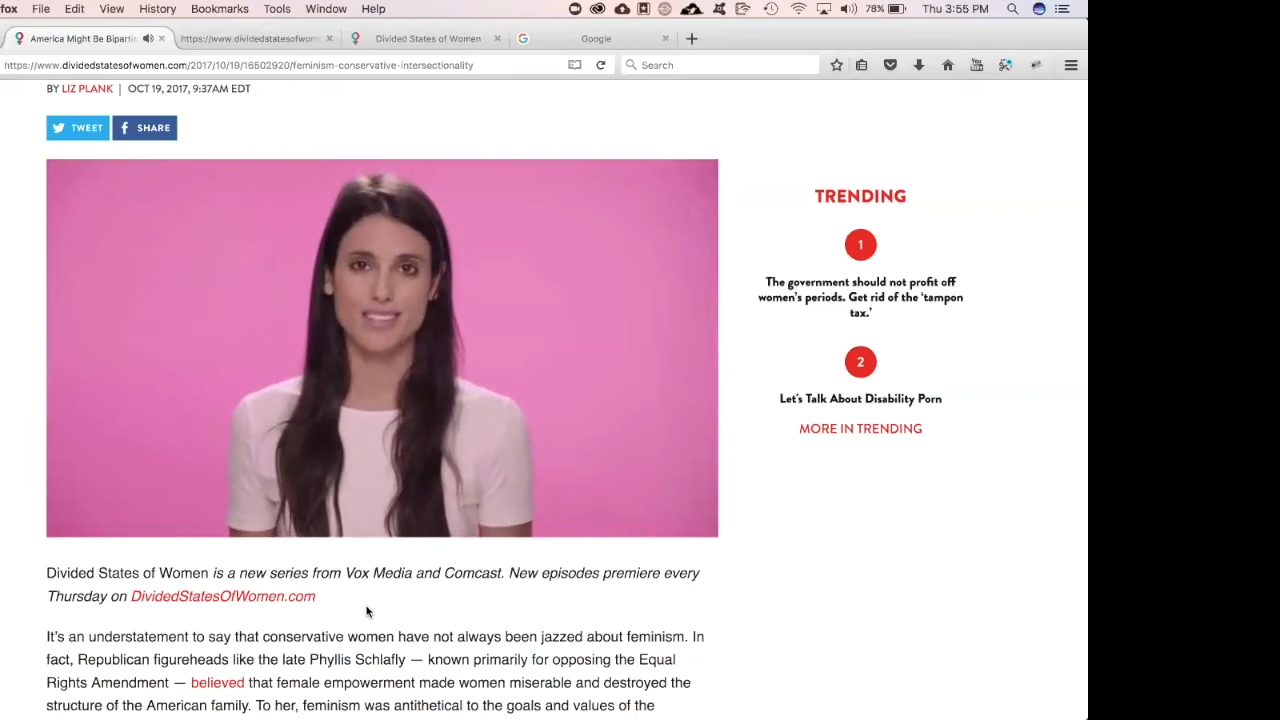 fox File Edit View History Bookmarks Tools Window Help 78% Thu 3:55 PM
America Might Be Biparti https://www.dividedstatesofwom Divided States of Women Google
https://www.dividedstatesofwomen.com/2017/10/19/16502920/feminism-conservative-intersectionality Search
BY LIZ PLANK | OCT 19, 2017, 9:37AM EDT
TWEET SHARE
TRENDING
1
The government should not profit off
women's periods. Get rid of the 'tampon
tax.'
2
Let's Talk About Disability Porn
MORE IN TRENDING
Divided States of Women is a new series from Vox Media and Comcast. New episodes premiere every
Thursday on DividedStatesOfWomen.com
It's an understatement to say that conservative women have not always been jazzed about feminism. In
fact, Republican figureheads like the late Phyllis Schlafly — known primarily for opposing the Equal
Rights Amendment — believed that female empowerment made women miserable and destroyed the
structure of the American family. To her, feminism was antithetical to the goals and values of the